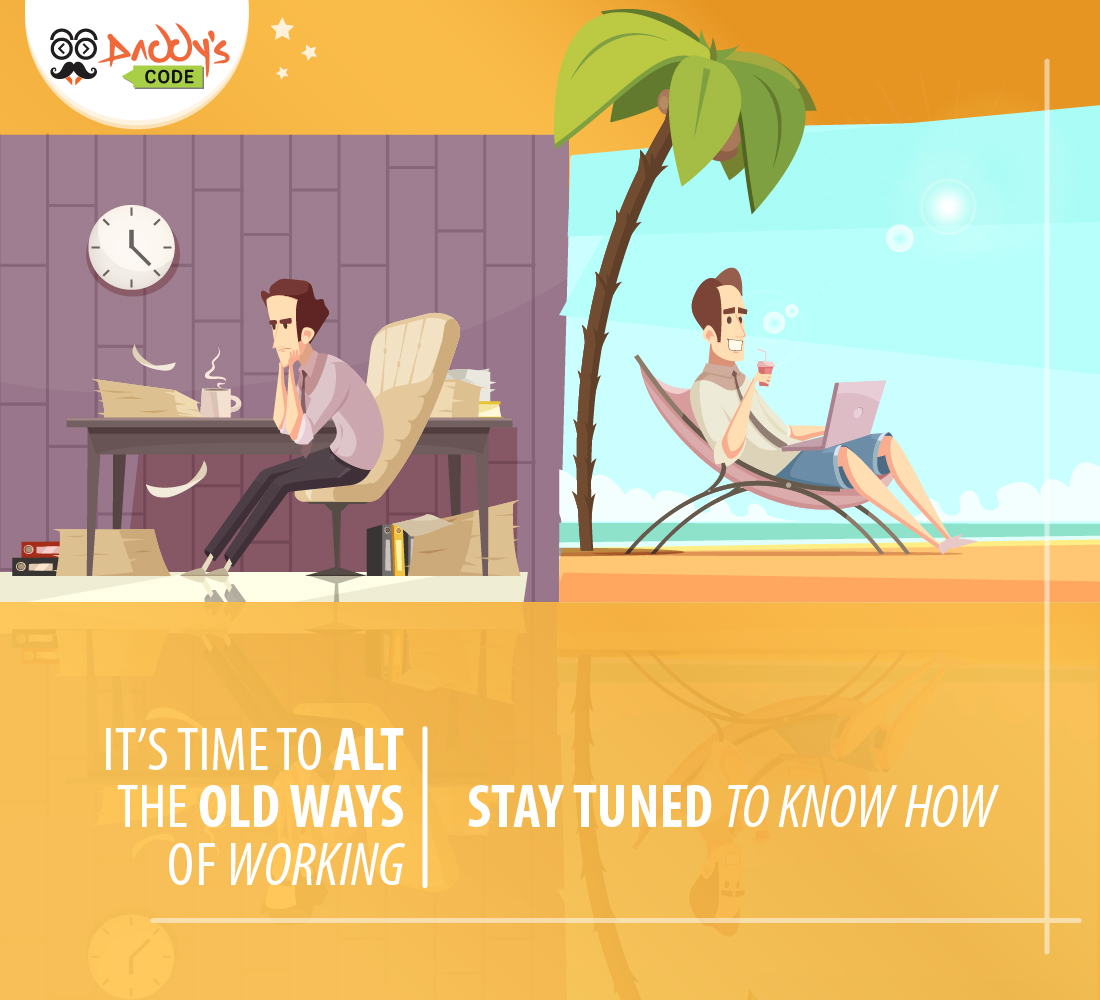 Daddy's
CODE
IT'S TIME TO ALT
THE OLD WAYS
OF WORKING
STAY TUNED TO KNOW HOW